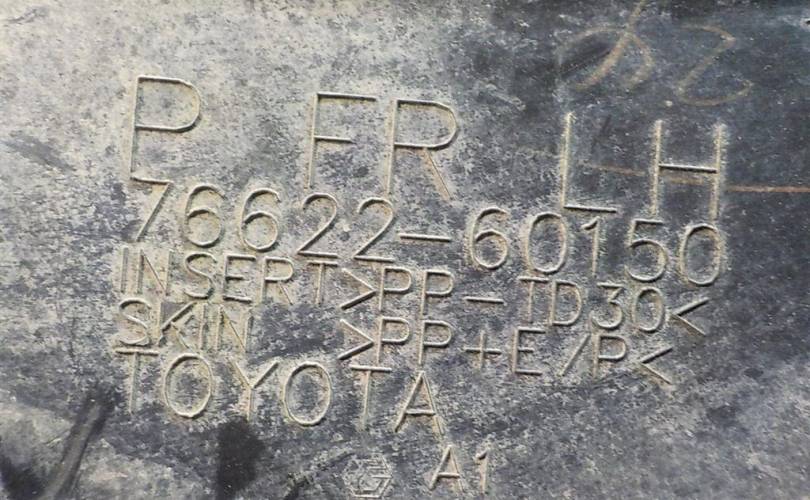 P FR LH
76622-60150
INSERT>PP-TD30<
SKIN >PP+E/P<
TOYOTA
A1